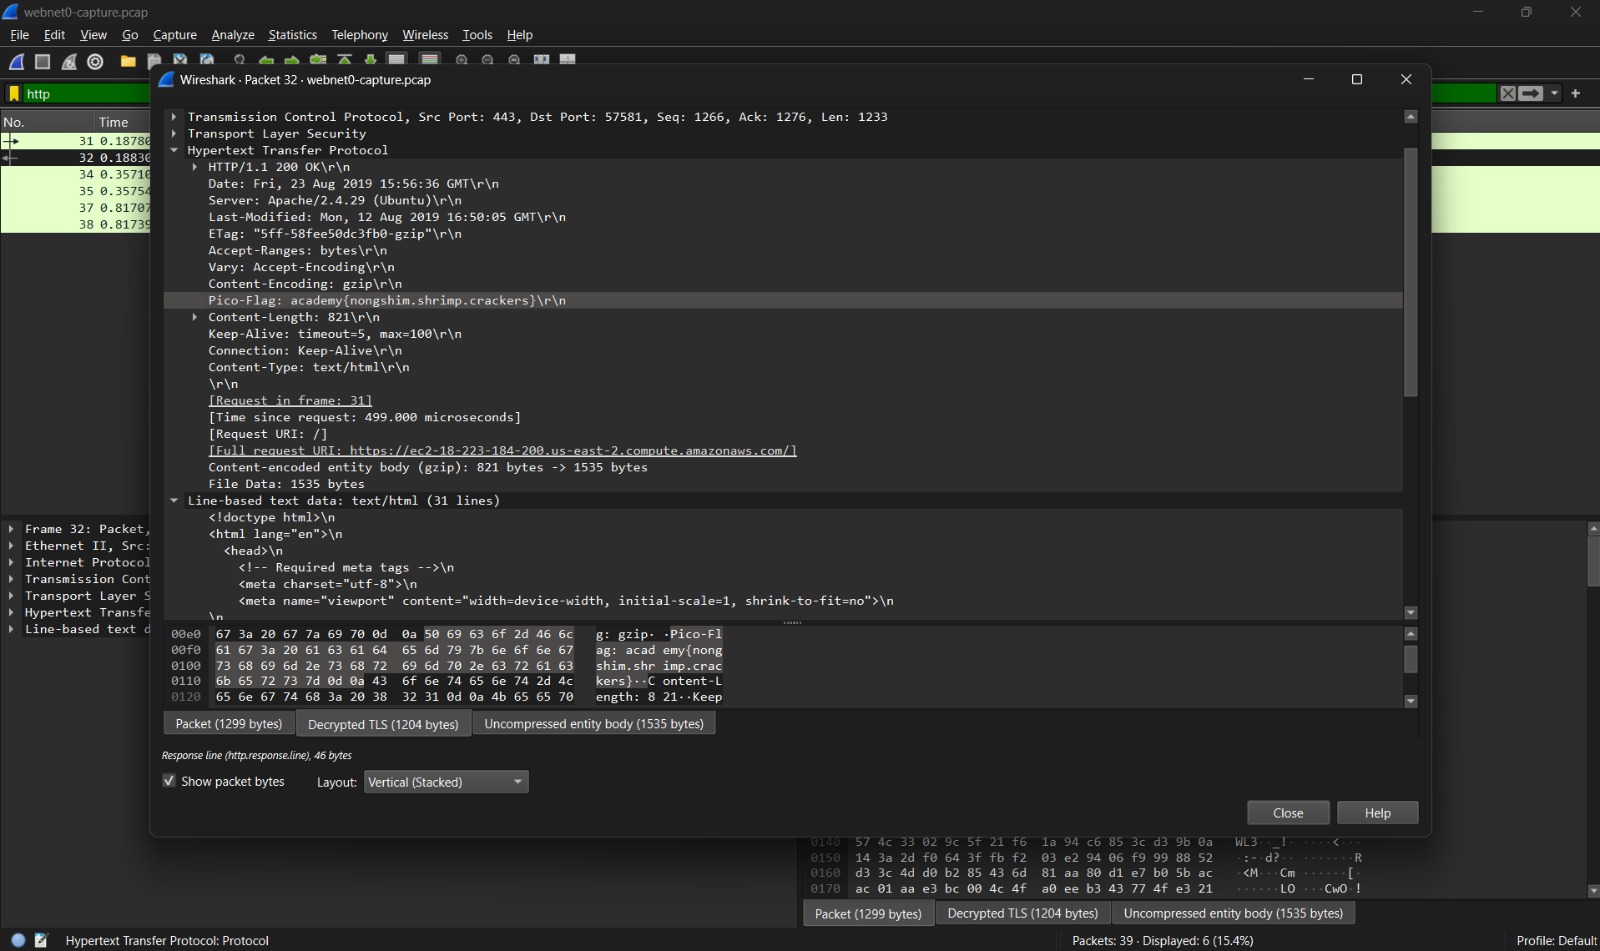 webnet0-capture.pcap
File Edit View Go Capture Analyze Statistics Telephony Wireless Tools Help
Wireshark · Packet 32 · webnet0-capture.pcap
http
No. Time
31 0.18780
32 0.18830
34 0.35710
35 0.35754
37 0.81707
38 0.81739
Transmission Control Protocol, Src Port: 443, Dst Port: 57581, Seq: 1266, Ack: 1276, Len: 1233
Transport Layer Security
Hypertext Transfer Protocol
HTTP/1.1 200 OK\r\n
Date: Fri, 23 Aug 2019 15:56:36 GMT\r\n
Server: Apache/2.4.29 (Ubuntu)\r\n
Last-Modified: Mon, 12 Aug 2019 16:50:05 GMT\r\n
ETag: "5ff-58fee50dc3fb0-gzip"\r\n
Accept-Ranges: bytes\r\n
Vary: Accept-Encoding\r\n
Content-Encoding: gzip\r\n
Pico-Flag: academy{nongshim.shrimp.crackers}\r\n
Content-Length: 821\r\n
Keep-Alive: timeout=5, max=100\r\n
Connection: Keep-Alive\r\n
Content-Type: text/html\r\n
\r\n
[Request in frame: 31]
[Time since request: 499.000 microseconds]
[Request URI: /]
[Full request URI: https://ec2-18-223-184-200.us-east-2.compute.amazonaws.com/]
Content-encoded entity body (gzip): 821 bytes -> 1535 bytes
File Data: 1535 bytes
Line-based text data: text/html (31 lines)
<!doctype html>\n
<html lang="en">\n
<head>\n
<!-- Required meta tags -->\n
<meta charset="utf-8">\n
<meta name="viewport" content="width=device-width, initial-scale=1, shrink-to-fit=no">\n
\n
Frame 32: Packet,
Ethernet II, Src:
Internet Protocol
Transmission Cont
Transport Layer S
Hypertext Transfe
Line-based text d
00e0 67 3a 20 67 7a 69 70 0d 0a 50 69 63 6f 2d 46 6c g: gzip· ·Pico-Fl
00f0 61 67 3a 20 61 63 61 64 65 6d 79 7b 6e 6f 6e 67 ag: acad emy{nong
0100 73 68 69 6d 2e 73 68 72 69 6d 70 2e 63 72 61 63 shim.shr imp.crac
0110 6b 65 72 73 7d 0d 0a 43 6f 6e 74 65 6e 74 2d 4c kers}··C ontent-L
0120 65 6e 67 74 68 3a 20 38 32 31 0d 0a 4b 65 65 70 ength: 8 21··Keep
Packet (1299 bytes) Decrypted TLS (1204 bytes) Uncompressed entity body (1535 bytes)
Response line (http.response.line), 46 bytes
Show packet bytes Layout: Vertical (Stacked)
Close Help
0140 57 4c 33 02 9c 5f 21 f6 1a 94 c6 85 3c d3 9b 0a WL3··_!· ····<···
0150 14 3a 2d f0 64 3f fb f2 03 e2 94 06 f9 99 88 52 ·:-·d?·· ·······R
0160 d3 3c 4d d0 b2 85 43 6d 81 aa 80 d1 e7 b0 5b ac ·<M···Cm ······[·
0170 ac 01 aa e3 bc 00 4c 4f a0 ee b3 43 77 4f e3 21 ······LO ···CwO·!
Packet (1299 bytes) Decrypted TLS (1204 bytes) Uncompressed entity body (1535 bytes)
Hypertext Transfer Protocol: Protocol
Packets: 39 · Displayed: 6 (15.4%)
Profile: Default